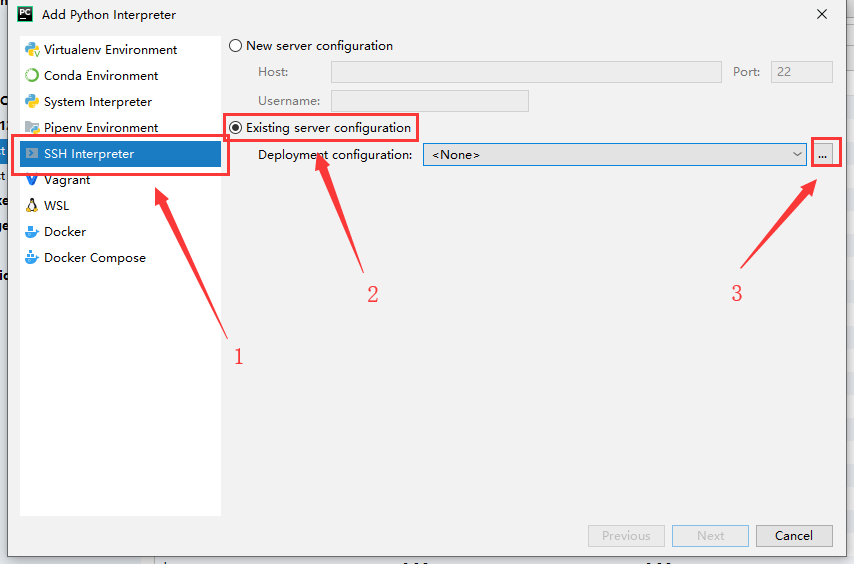 PC Add Python Interpreter
Virtualenv Environment
Conda Environment
System Interpreter
Pipenv Environment
SSH Interpreter
Vagrant
WSL
Docker
Docker Compose
New server configuration
Host:
Port: 22
Username:
Existing server configuration
Deployment configuration: <None> ...
1
2
3
Previous Next Cancel